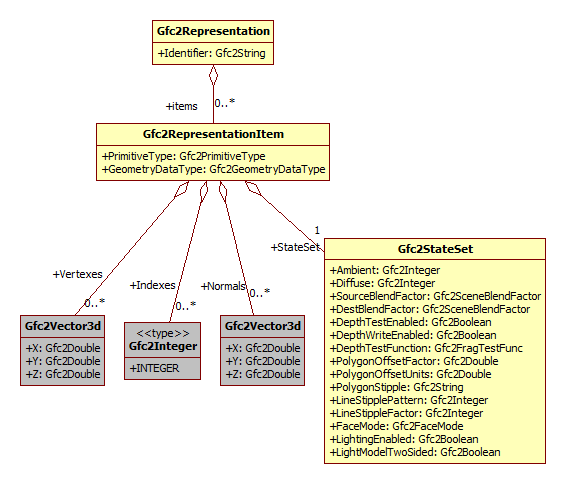 Gfc2Representation
+Identifier: Gfc2String
+items
0..*
Gfc2RepresentationItem
+PrimitiveType: Gfc2PrimitiveType
+GeometryDataType: Gfc2GeometryDataType
+Vertexes
0..*
+Indexes
0..*
+Normals
0..*
1
+StateSet
Gfc2Vector3d
+X: Gfc2Double
+Y: Gfc2Double
+Z: Gfc2Double
<<type>>
Gfc2Integer
+INTEGER
Gfc2Vector3d
+X: Gfc2Double
+Y: Gfc2Double
+Z: Gfc2Double
Gfc2StateSet
+Ambient: Gfc2Integer
+Diffuse: Gfc2Integer
+SourceBlendFactor: Gfc2SceneBlendFactor
+DestBlendFactor: Gfc2SceneBlendFactor
+DepthTestEnabled: Gfc2Boolean
+DepthWriteEnabled: Gfc2Boolean
+DepthTestFunction: Gfc2FragTestFunc
+PolygonOffsetFactor: Gfc2Double
+PolygonOffsetUnits: Gfc2Double
+PolygonStipple: Gfc2String
+LineStipplePattern: Gfc2Integer
+LineStippleFactor: Gfc2Integer
+FaceMode: Gfc2FaceMode
+LightingEnabled: Gfc2Boolean
+LightModelTwoSided: Gfc2Boolean